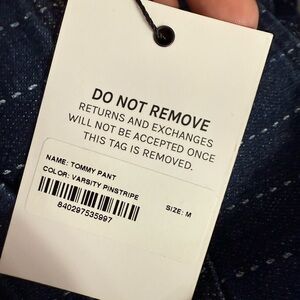 DO NOT REMOVE
RETURNS AND EXCHANGES
WILL NOT BE ACCEPTED ONCE
THIS TAG IS REMOVED.
NAME: TOMMY PANT
COLOR: VARSITY PINSTRIPE
SIZE: M
840297535997